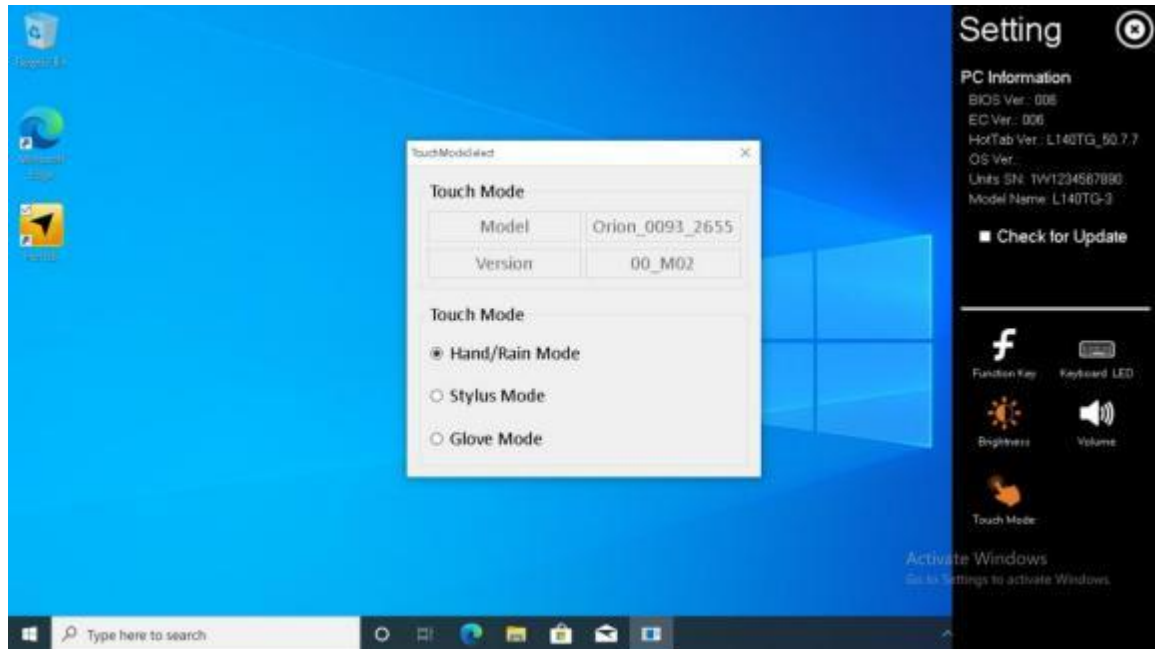 Setting
PC Information
BIOS Ver.: 006
EC Ver.: 006
HotTab Ver.: L140TG_50.7.7
OS Ver.:
Units SN: 1W1234567890
Model Name: L140TG-3
Check for Update
Function Key
Keyboard LED
Brightness
Volume
Touch Mode
TouchModeSelect
Touch Mode
Model
Orion_0093_2655
Version
00_M02
Touch Mode
Hand/Rain Mode
Stylus Mode
Glove Mode
Microsoft
Edge
Activate Windows
Go to Settings to activate Windows.
Type here to search